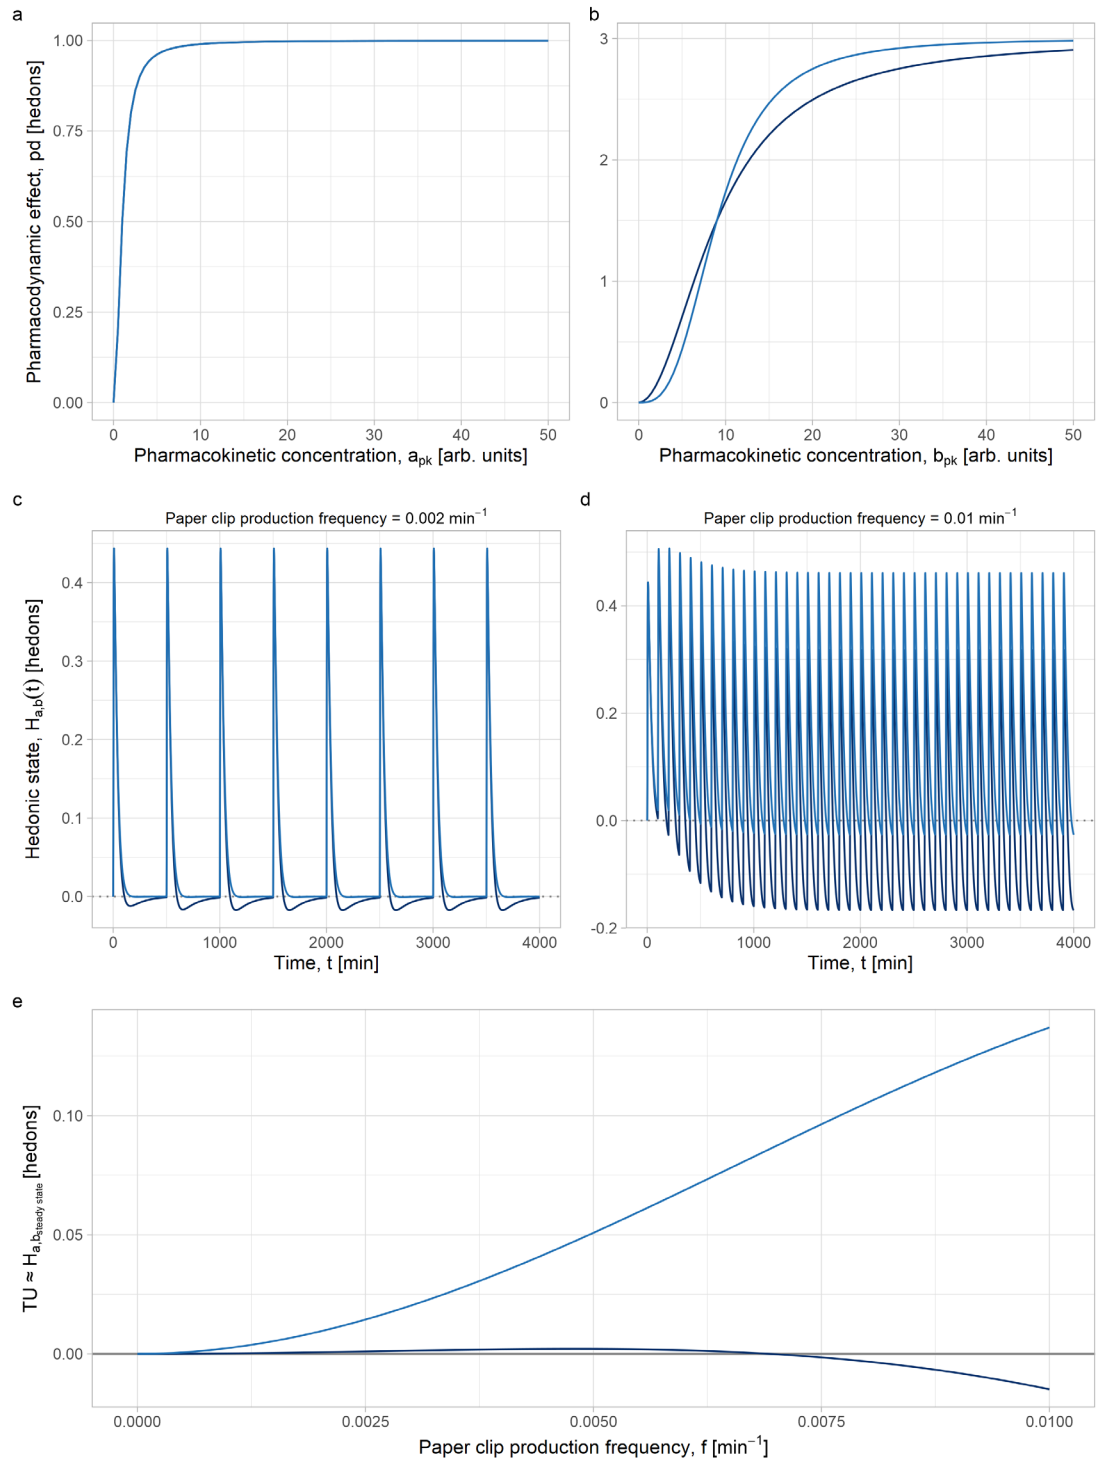 a
b
1.00
0.75
0.50
0.25
0.00
Pharmacodynamic effect, pd [hedons]
0 10 20 30 40 50
Pharmacokinetic concentration, apk [arb. units]
3
2
1
0
0 10 20 30 40 50
Pharmacokinetic concentration, bpk [arb. units]
c
d
Paper clip production frequency = 0.002 min−1
0.4
0.3
0.2
0.1
0.0
Hedonic state, Ha,b(t) [hedons]
0 1000 2000 3000 4000
Time, t [min]
Paper clip production frequency = 0.01 min−1
0.4
0.2
0.0
-0.2
0 1000 2000 3000 4000
Time, t [min]
e
0.10
0.05
0.00
TU ≈ Ha,bsteady state [hedons]
0.0000 0.0025 0.0050 0.0075 0.0100
Paper clip production frequency, f [min−1]